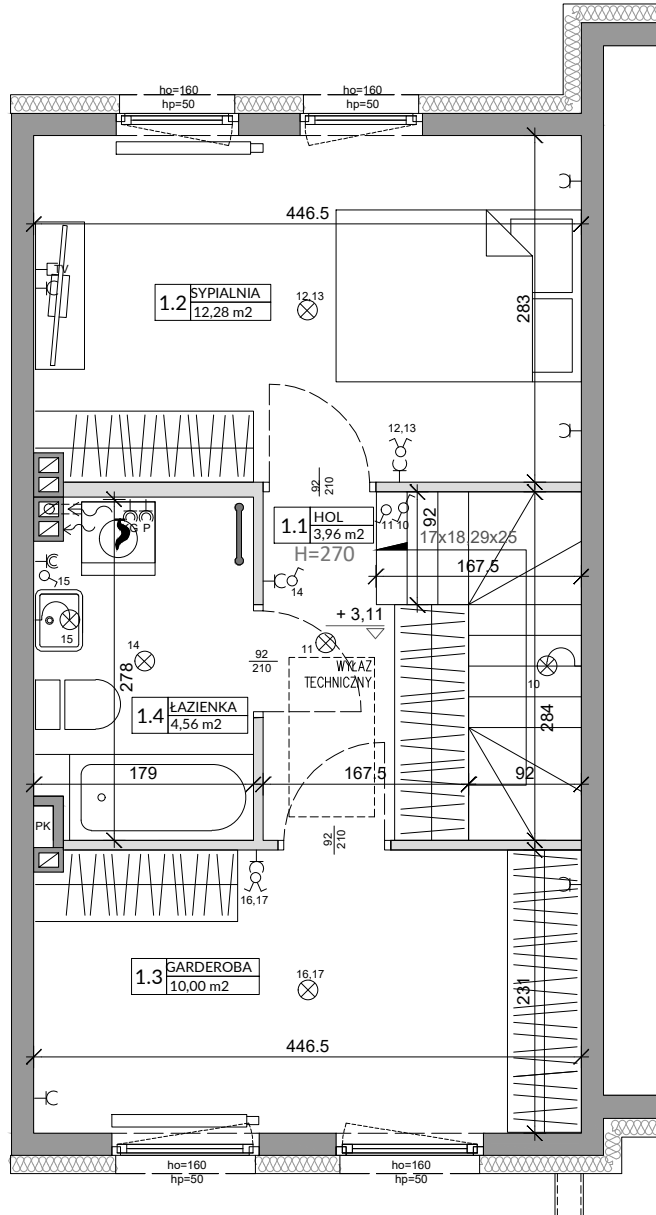 ho=160
hp=50
ho=160
hp=50
446.5
TV
1.2
SYPIALNIA
12,28 m2
12,13
283
12,13
92
210
1.1
HOL
3,96 m2
H=270
11
10
92
17x18.29x25
167.5
14
P
15
15
+ 3,11
14
92
210
11
WYŁAZ
TECHNICZNY
10
278
1.4
ŁAZIENKA
4,56 m2
284
179
167.5
92
PK
92
210
16,17
1.3
GARDEROBA
10,00 m2
16,17
231
446.5
ho=160
hp=50
ho=160
hp=50